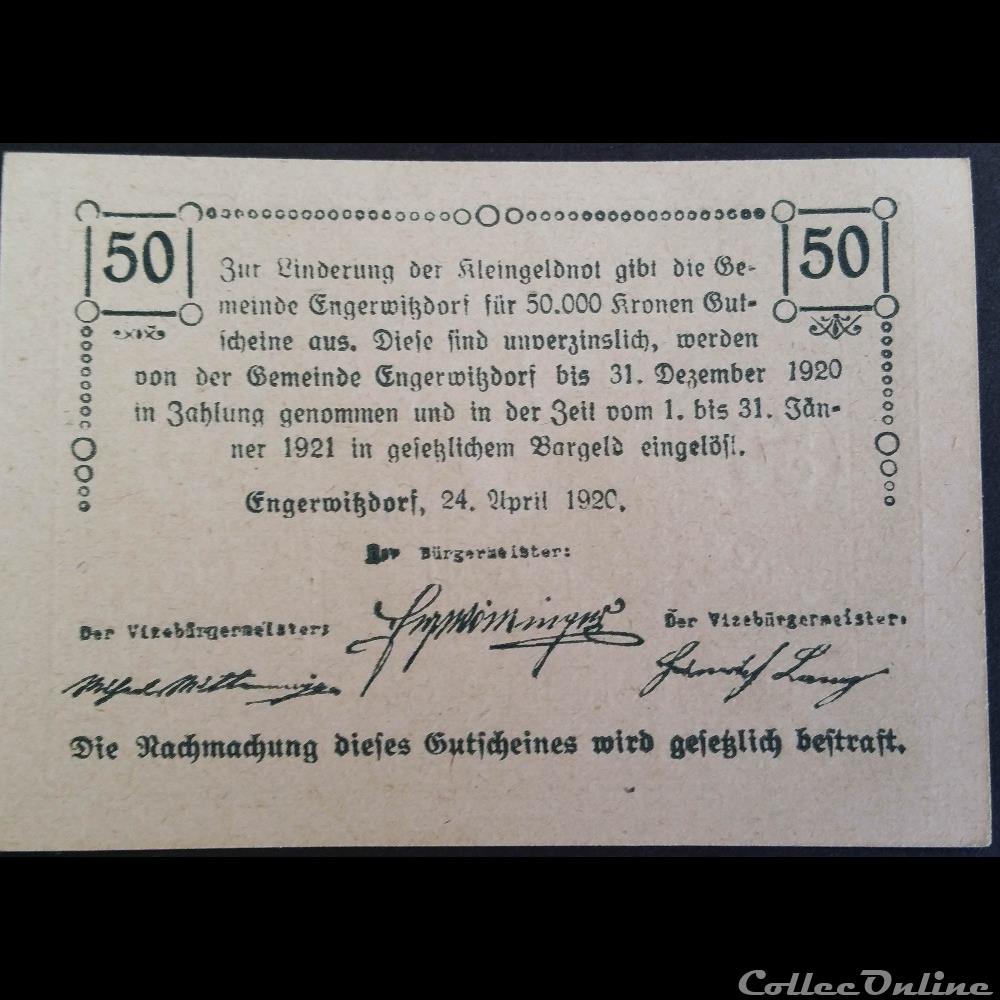 50
50
Zur Linderung der Kleingeldnot gibt die Ge-
meinde Engerwitzdorf für 50.000 Kronen Gut-
scheine aus. Diese sind unverzinslich, werden
von der Gemeinde Engerwitzdorf bis 31. Dezember 1920
in Zahlung genommen und in der Zeit vom 1. bis 31. Jän-
ner 1921 in gesetzlichem Bargeld eingelöst.
Engerwitzdorf, 24. April 1920.
Der Bürgermeister:
Der Vizebürgermeister:
Der Vizebürgermeister:
Heinrich Lang
Die Nachmachung dieses Gutscheines wird gesetzlich bestraft.
CollecOnline